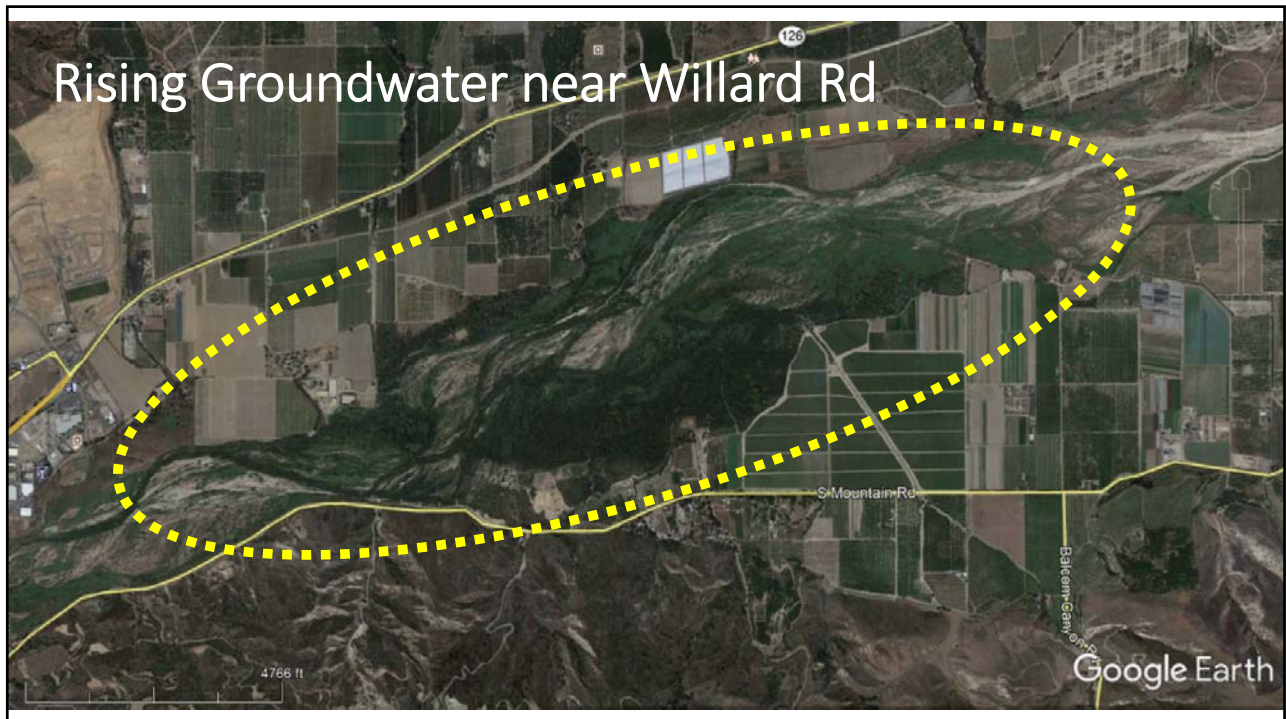 126
Rising Groundwater near Willard Rd
S Mountain Rd
Balcom Canyon Rd
4766 ft
Google Earth